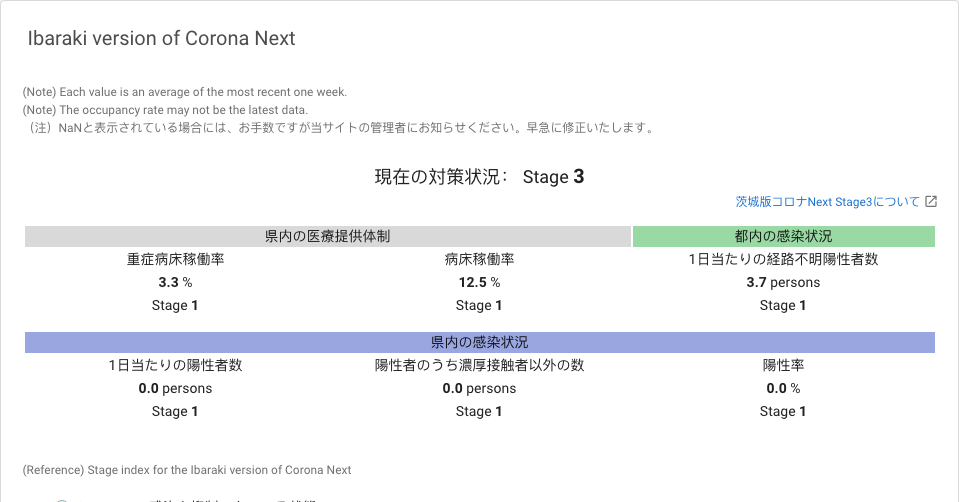 Ibaraki version of Corona Next
(Note) Each value is an average of the most recent one week.
(Note) The occupancy rate may not be the latest data.
（注）NaNと表示されている場合には、お手数ですが当サイトの管理者にお知らせください。早急に修正いたします。
現在の対策状況： Stage 3
茨城版コロナNext Stage3について
県内の医療提供体制 都内の感染状況
重症病床稼働率 病床稼働率 1日当たりの経路不明陽性者数
3.3 % 12.5 % 3.7 persons
Stage 1 Stage 1 Stage 1
県内の感染状況
1日当たりの陽性者数 陽性者のうち濃厚接触者以外の数 陽性率
0.0 persons 0.0 persons 0.0 %
Stage 1 Stage 1 Stage 1
(Reference) Stage index for the Ibaraki version of Corona Next